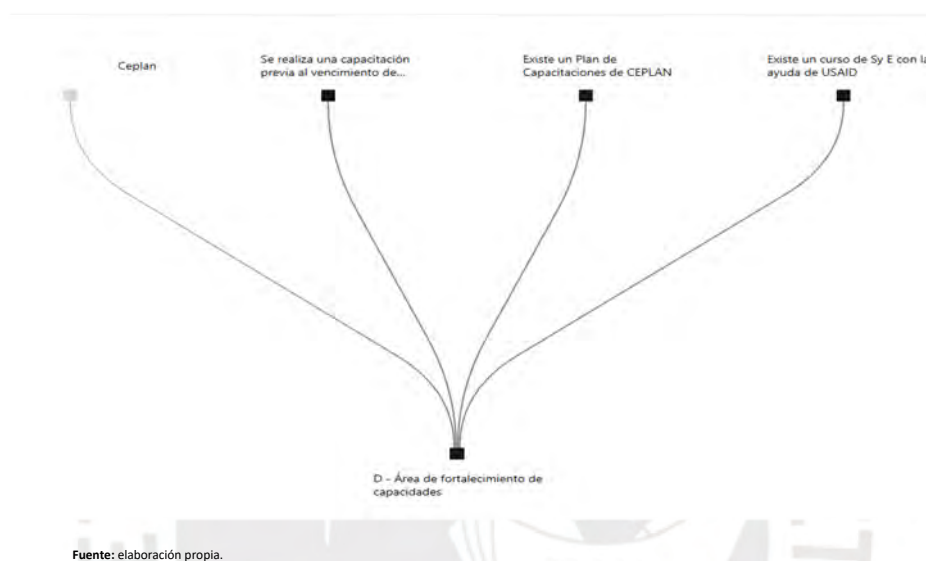 Ceplan
Se realiza una capacitación
previa al vencimiento de...
Existe un Plan de
Capacitaciones de CEPLAN
Existe un curso de Sy E con la
ayuda de USAID
D - Área de fortalecimiento de
capacidades
Fuente: elaboración propia.